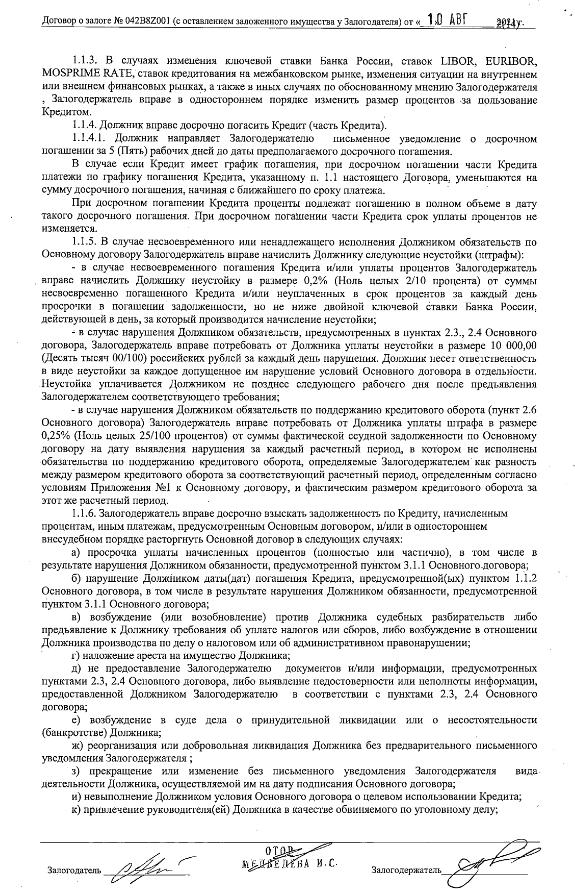 Договор о залоге № 042B8Z001 (с оставлением заложенного имущества у Залогодателя) от « 10 АВГ 2011г.
1.1.3. В случаях изменения ключевой ставки Банка России, ставок LIBOR, EURIBOR,
MOSPRIME RATE, ставок кредитования на межбанковском рынке, изменения ситуации на внутреннем
или внешнем финансовых рынках, а также в иных случаях по обоснованному мнению Залогодержателя
, Залогодержатель вправе в одностороннем порядке изменить размер процентов за пользование
Кредитом.
1.1.4. Должник вправе досрочно погасить Кредит (часть Кредита).
1.1.4.1. Должник направляет Залогодержателю письменное уведомление о досрочном
погашении за 5 (Пять) рабочих дней до даты предполагаемого досрочного погашения.
В случае если Кредит имеет график погашения, при досрочном погашении части Кредита
платежи по графику погашения Кредита, указанному п. 1.1 настоящего Договора, уменьшаются на
сумму досрочного погашения, начиная с ближайшего по сроку платежа.
При досрочном погашении Кредита проценты подлежат погашению в полном объеме в дату
такого досрочного погашения. При досрочном погашении части Кредита срок уплаты процентов не
изменяется.
1.1.5. В случае несвоевременного или ненадлежащего исполнения Должником обязательств по
Основному договору Залогодержатель вправе начислить Должнику следующие неустойки (штрафы):
- в случае несвоевременного погашения Кредита и/или уплаты процентов Залогодержатель
вправе начислить Должнику неустойку в размере 0,2% (Ноль целых 2/10 процента) от суммы
несвоевременно погашенного Кредита и/или неуплаченных в срок процентов за каждый день
просрочки в погашении задолженности, но не ниже двойной ключевой ставки Банка России,
действующей в день, за который производится начисление неустойки;
- в случае нарушения Должником обязательств, предусмотренных в пунктах 2.3., 2.4 Основного
договора, Залогодержатель вправе потребовать от Должника уплаты неустойки в размере 10 000,00
(Десять тысяч 00/100) российских рублей за каждый день нарушения. Должник несет ответственность
в виде неустойки за каждое допущенное им нарушение условий Основного договора в отдельности.
Неустойка уплачивается Должником не позднее следующего рабочего дня после предъявления
Залогодержателем соответствующего требования;
- в случае нарушения Должником обязательств по поддержанию кредитового оборота (пункт 2.6
Основного договора) Залогодержатель вправе потребовать от Должника уплаты штрафа в размере
0,25% (Ноль целых 25/100 процентов) от суммы фактической ссудной задолженности по Основному
договору на дату выявления нарушения за каждый расчетный период, в котором не исполнены
обязательства по поддержанию кредитового оборота, определяемые Залогодержателем как разность
между размером кредитового оборота за соответствующий расчетный период, определенным согласно
условиям Приложения №1 к Основному договору, и фактическим размером кредитового оборота за
этот же расчетный период.
1.1.6. Залогодержатель вправе досрочно взыскать задолженность по Кредиту, начисленным
процентам, иным платежам, предусмотренным Основным договором, и/или в одностороннем
внесудебном порядке расторгнуть Основной договор в следующих случаях:
а) просрочка уплаты начисленных процентов (полностью или частично), в том числе в
результате нарушения Должником обязанности, предусмотренной пунктом 3.1.1 Основного договора;
б) нарушение Должником даты(дат) погашения Кредита, предусмотренной(ых) пунктом 1.1.2
Основного договора, в том числе в результате нарушения Должником обязанности, предусмотренной
пунктом 3.1.1 Основного договора;
в) возбуждение (или возобновление) против Должника судебных разбирательств либо
предъявление к Должнику требования об уплате налогов или сборов, либо возбуждение в отношении
Должника производства по делу о налоговом или об административном правонарушении;
г) наложение ареста на имущество Должника;
д) не предоставление Залогодержателю документов и/или информации, предусмотренных
пунктами 2.3, 2.4 Основного договора, либо выявление недостоверности или неполноты информации,
предоставленной Должником Залогодержателю в соответствии с пунктами 2.3, 2.4 Основного
договора;
е) возбуждение в суде дела о принудительной ликвидации или о несостоятельности
(банкротстве) Должника;
ж) реорганизация или добровольная ликвидация Должника без предварительного письменного
уведомления Залогодержателя ;
з) прекращение или изменение без письменного уведомления Залогодержателя вида
деятельности Должника, осуществляемой им на дату подписания Основного договора;
и) невыполнение Должником условия Основного договора о целевом использовании Кредита;
к) привлечение руководителя(ей) Должника в качестве обвиняемого по уголовному делу;
МЕДВЕДЕВА И.С.
Залогодатель Залогодержатель